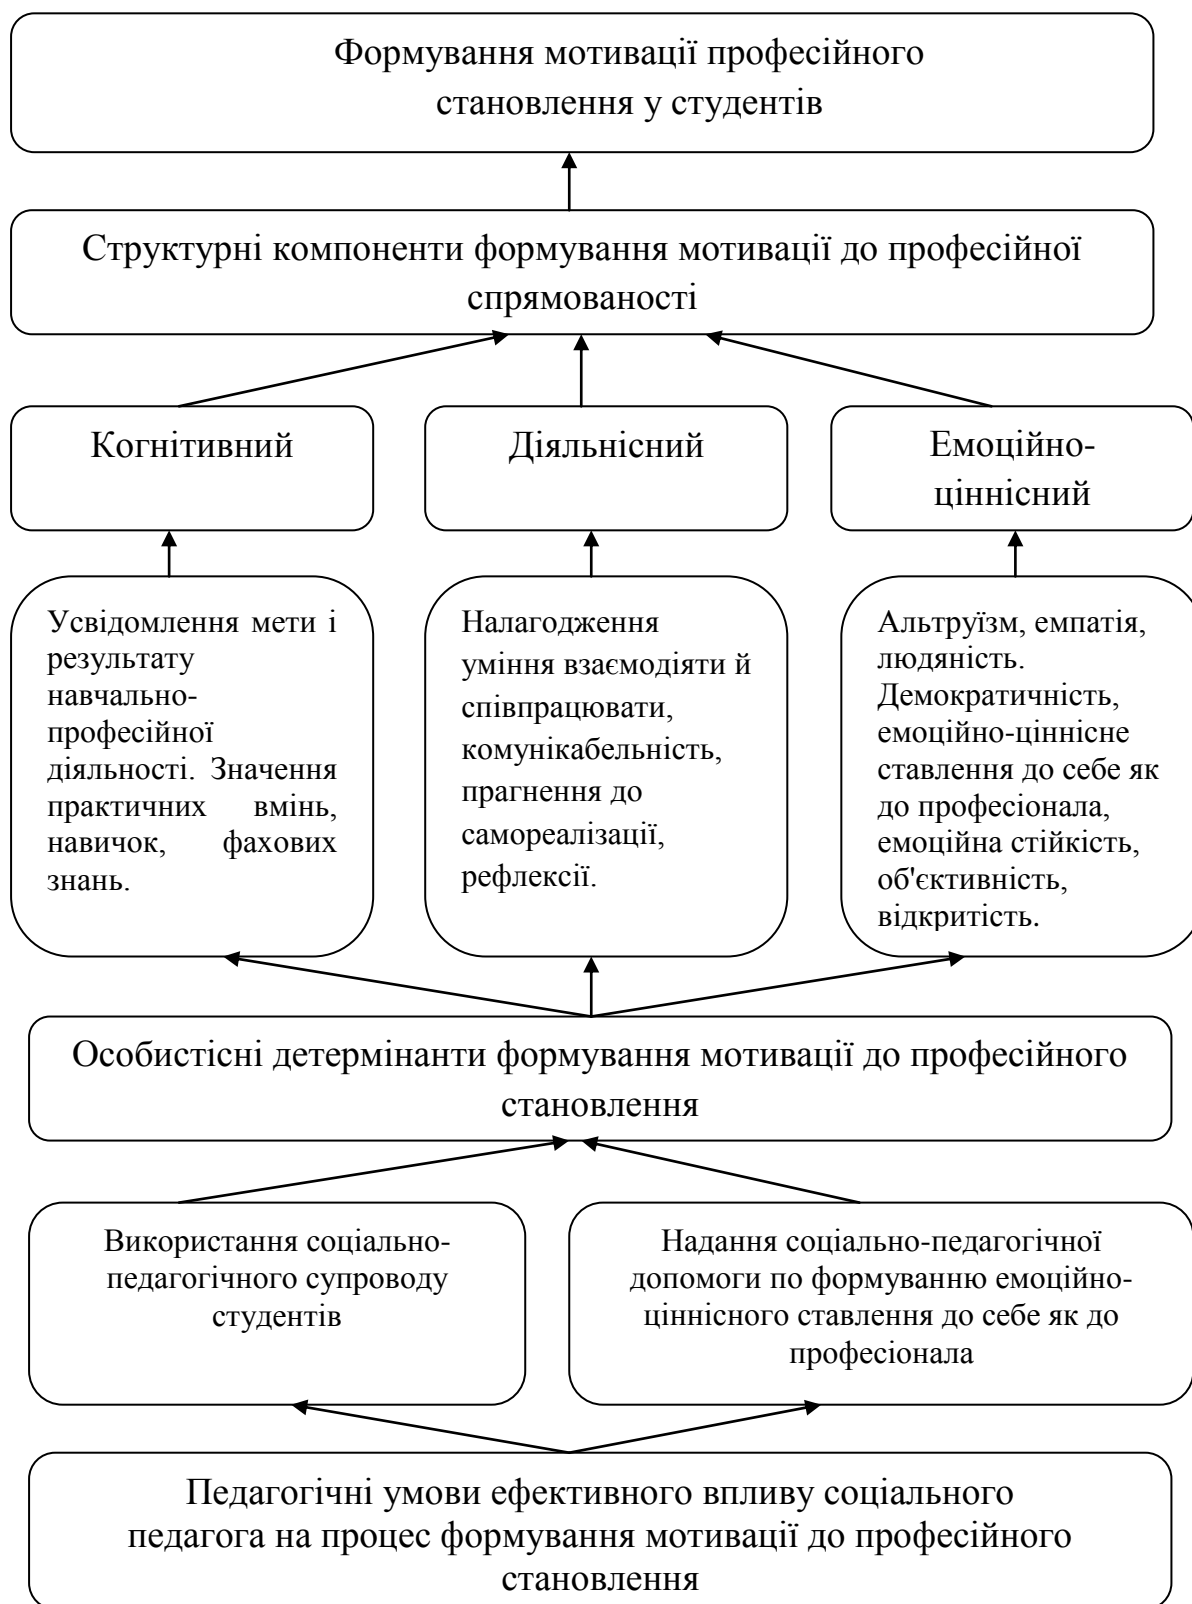 Формування мотивації професійного
становлення у студентів
Структурні компоненти формування мотивації до професійної
спрямованості
Когнітивний
Діяльнісний
Емоційно-
ціннісний
Усвідомлення мети і
результату
навчально-
професійної
діяльності. Значення
практичних вмінь,
навичок, фахових
знань.
Налагодження
уміння взаємодіяти й
співпрацювати,
комунікабельність,
прагнення до
самореалізації,
рефлексії.
Альтруїзм, емпатія,
людяність.
Демократичність,
емоційно-ціннісне
ставлення до себе як
до професіонала,
емоційна стійкість,
об'єктивність,
відкритість.
Особистісні детермінанти формування мотивації до професійного
становлення
Використання соціально-
педагогічного супроводу
студентів
Надання соціально-педагогічної
допомоги по формуванню емоційно-
ціннісного ставлення до себе як до
професіонала
Педагогічні умови ефективного впливу соціального
педагога на процес формування мотивації до професійного
становлення